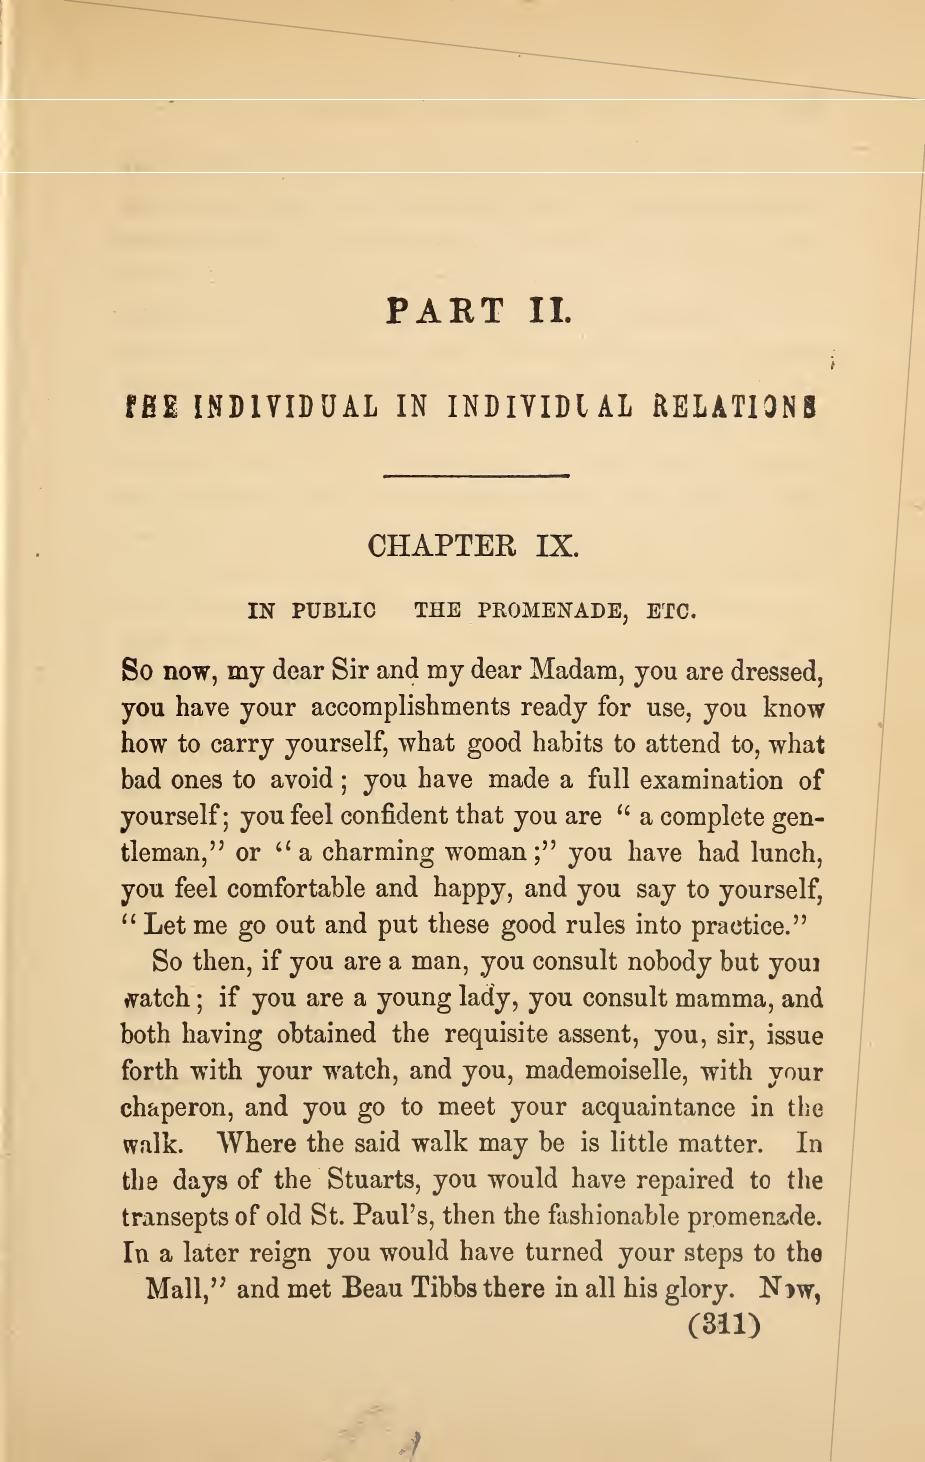 PART II.
THE INDIVIDUAL IN INDIVIDUAL RELATIONS
CHAPTER IX.
IN PUBLIC THE PROMENADE, ETC.
So now, my dear Sir and my dear Madam, you are dressed,
you have your accomplishments ready for use, you know
how to carry yourself, what good habits to attend to, what
bad ones to avoid; you have made a full examination of
yourself; you feel confident that you are "a complete gen-
tleman," or "a charming woman;" you have had lunch,
you feel comfortable and happy, and you say to yourself,
"Let me go out and put these good rules into practice."
So then, if you are a man, you consult nobody but your
watch; if you are a young lady, you consult mamma, and
both having obtained the requisite assent, you, sir, issue
forth with your watch, and you, mademoiselle, with your
chaperon, and you go to meet your acquaintance in the
walk. Where the said walk may be is little matter. In
the days of the Stuarts, you would have repaired to the
transepts of old St. Paul's, then the fashionable promenade.
In a later reign you would have turned your steps to the
Mall," and met Beau Tibbs there in all his glory. Now,
(311)